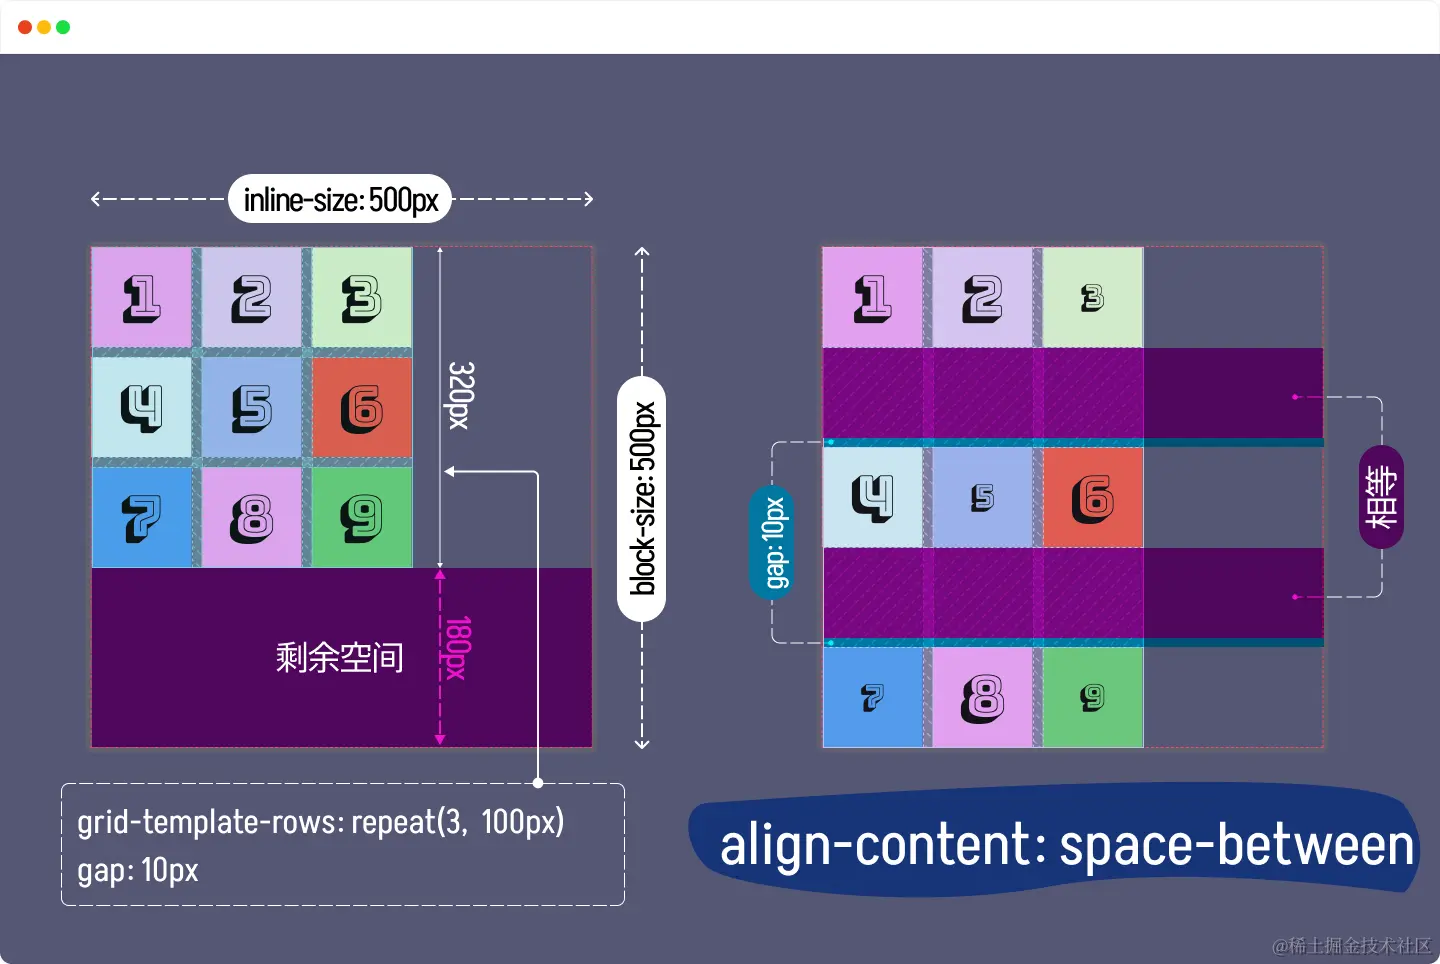 inline-size: 500px
1 2 3
4 5 6
7 8 9
320px
180px
剩余空间
block-size: 500px
grid-template-rows: repeat(3, 100px)
gap: 10px
1 2 3
4 5 6
7 8 9
gap: 10px
相等
align-content: space-between
@稀土掘金技术社区